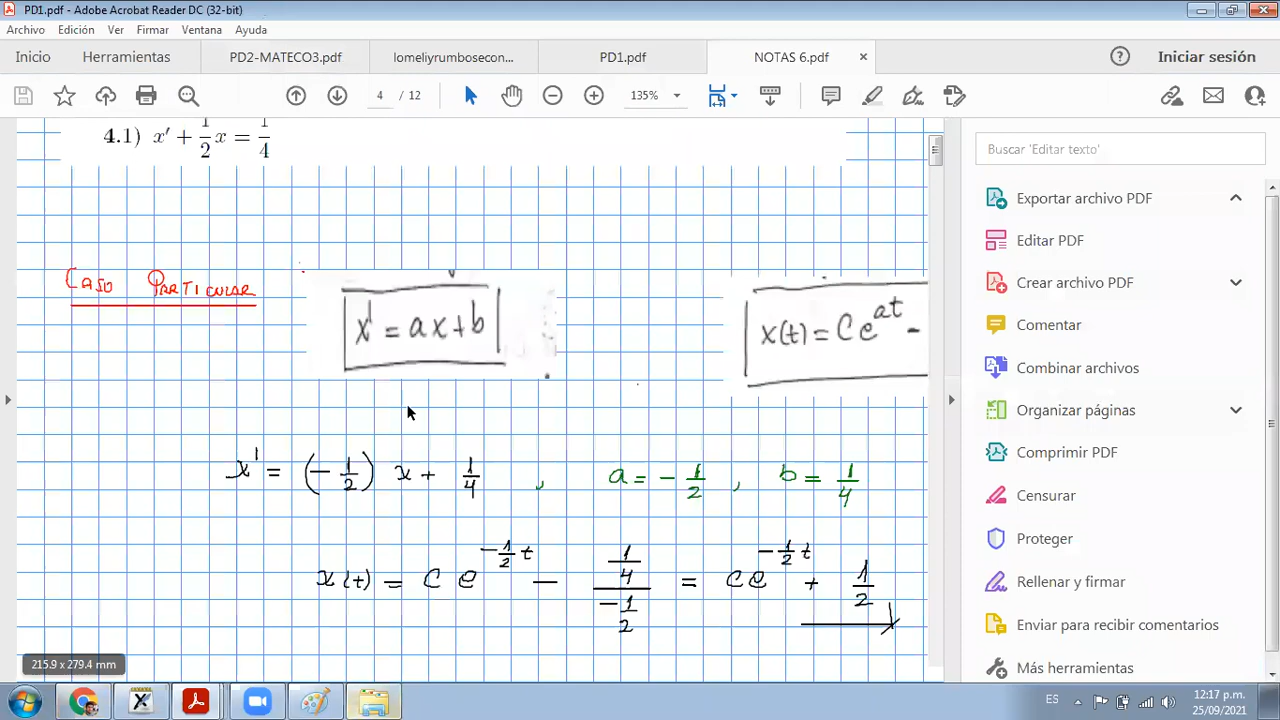 PD1.pdf - Adobe Acrobat Reader DC (32-bit)
Archivo Edición Ver Firmar Ventana Ayuda
Inicio Herramientas PD2-MATECO3.pdf lomeliyrumbosecon... PD1.pdf NOTAS 6.pdf × Iniciar sesión
4 / 12 135%
4.1) x' + 1/2 x = 1/4
Buscar 'Editar texto'
Exportar archivo PDF
Editar PDF
Crear archivo PDF
Comentar
Combinar archivos
Organizar páginas
Comprimir PDF
Censurar
Proteger
Rellenar y firmar
Enviar para recibir comentarios
Más herramientas
CASO PARTICULAR
x' = ax+b
x(t) = C e^at -
x' = (-1/2) x + 1/4 , a = -1/2 , b = 1/4
x(t) = C e^(-1/2 t) - (1/4)/(-1/2) = C e^(-1/2 t) + 1/2
215.9 x 279.4 mm
ES 12:17 p.m.
25/09/2021